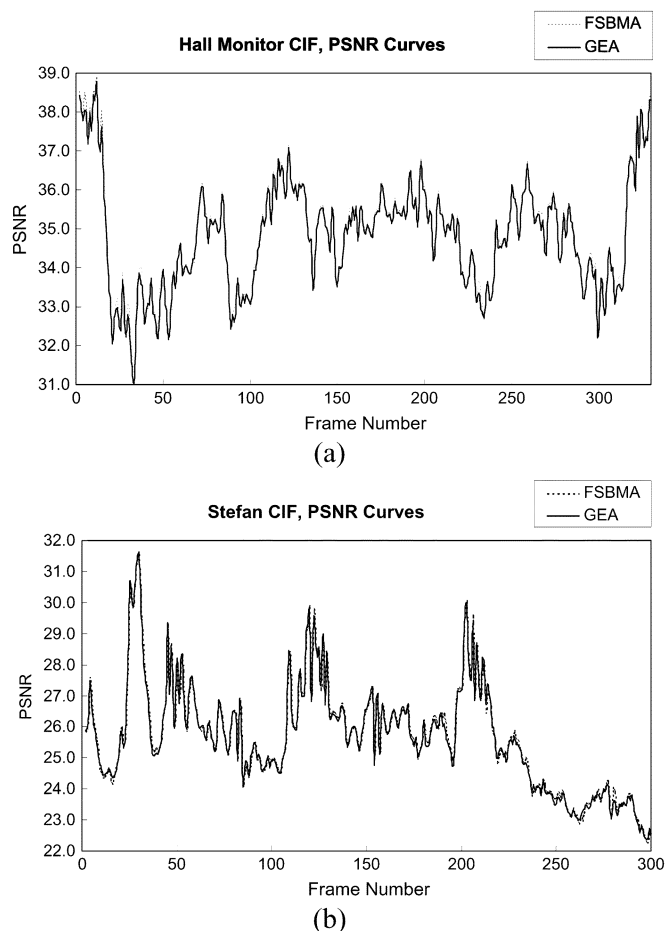 FSBMA
GEA
Hall Monitor CIF, PSNR Curves
39.0
38.0
37.0
36.0
35.0
34.0
33.0
32.0
31.0
PSNR
0 50 100 150 200 250 300
Frame Number
(a)
FSBMA
GEA
Stefan CIF, PSNR Curves
32.0
31.0
30.0
29.0
28.0
27.0
26.0
25.0
24.0
23.0
22.0
PSNR
0 50 100 150 200 250 300
Frame Number
(b)